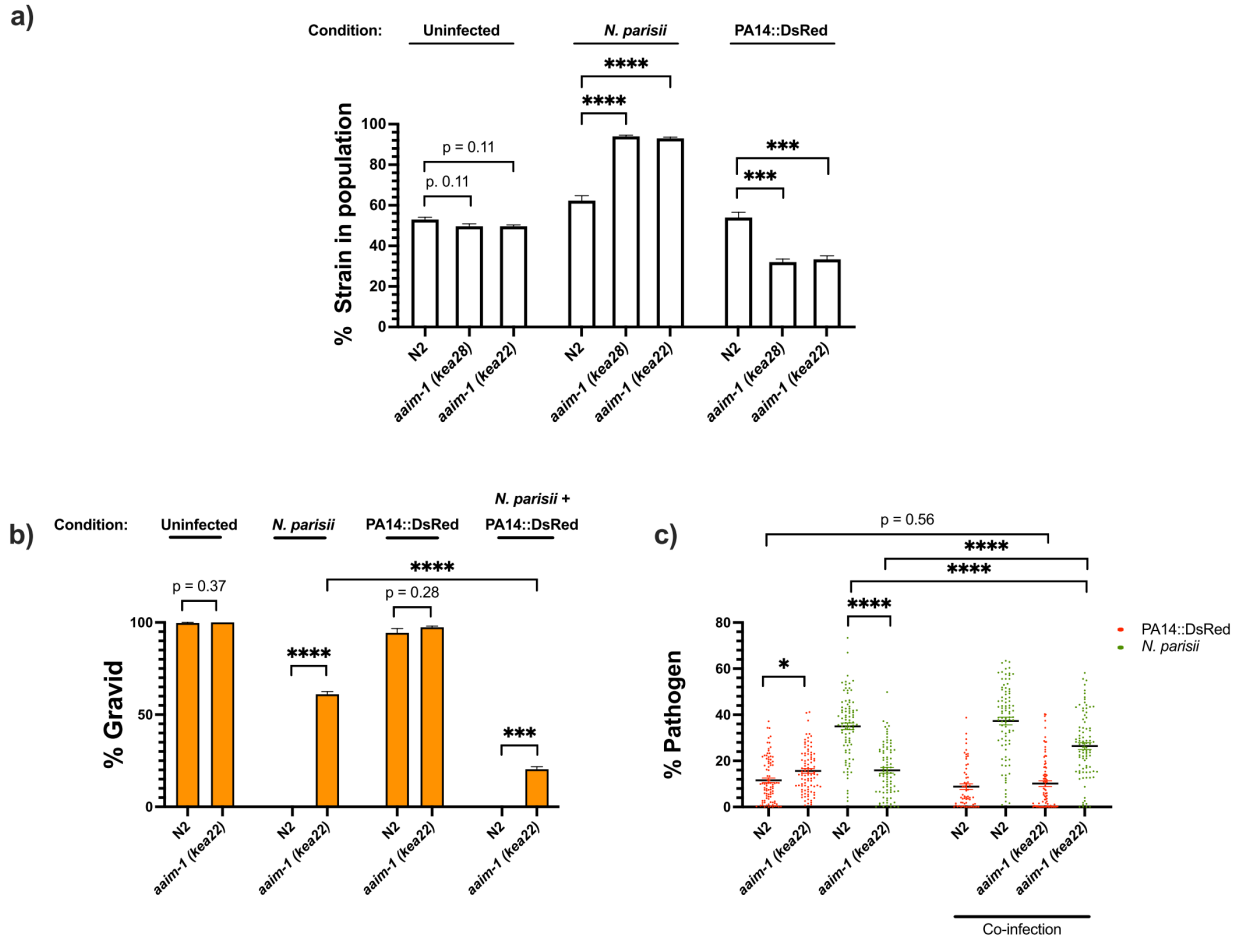 a)
Condition: Uninfected N. parisii PA14::DsRed
****
****
***
***
p = 0.11
p. 0.11
% Strain in population
100
80
60
40
20
0
N2
aaim-1 (kea28)
aaim-1 (kea22)
N2
aaim-1 (kea28)
aaim-1 (kea22)
N2
aaim-1 (kea28)
aaim-1 (kea22)
b)
Condition: Uninfected N. parisii PA14::DsRed N. parisii +
PA14::DsRed
****
p = 0.37
p = 0.28
****
***
% Gravid
100
50
0
N2
aaim-1 (kea22)
N2
aaim-1 (kea22)
N2
aaim-1 (kea22)
N2
aaim-1 (kea22)
c)
p = 0.56
****
****
****
*
% Pathogen
80
60
40
20
0
PA14::DsRed
N. parisii
N2
aaim-1 (kea22)
N2
aaim-1 (kea22)
N2
N2
aaim-1 (kea22)
aaim-1 (kea22)
Co-infection